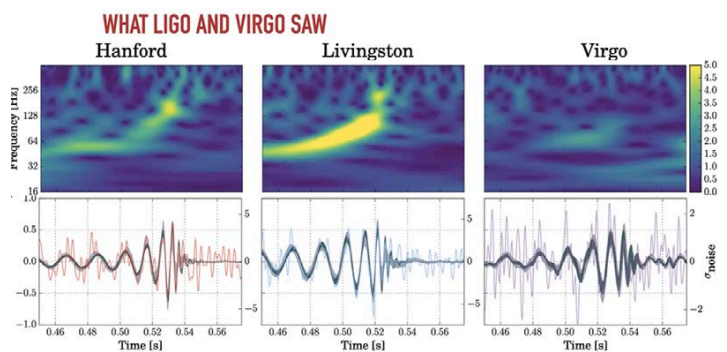 WHAT LIGO AND VIRGO SAW
Hanford
Livingston
Virgo
Frequency [Hz]
256
128
64
32
16
5.0
4.5
4.0
3.5
3.0
2.5
2.0
1.5
1.0
0.5
0.0
1.0
0.5
0.0
−0.5
−1.0
5
0
−5
5
0
−5
2
0
−2
σnoise
0.46 0.48 0.50 0.52 0.54 0.56
0.46 0.48 0.50 0.52 0.54 0.56
0.46 0.48 0.50 0.52 0.54 0.56
Time [s]
Time [s]
Time [s]